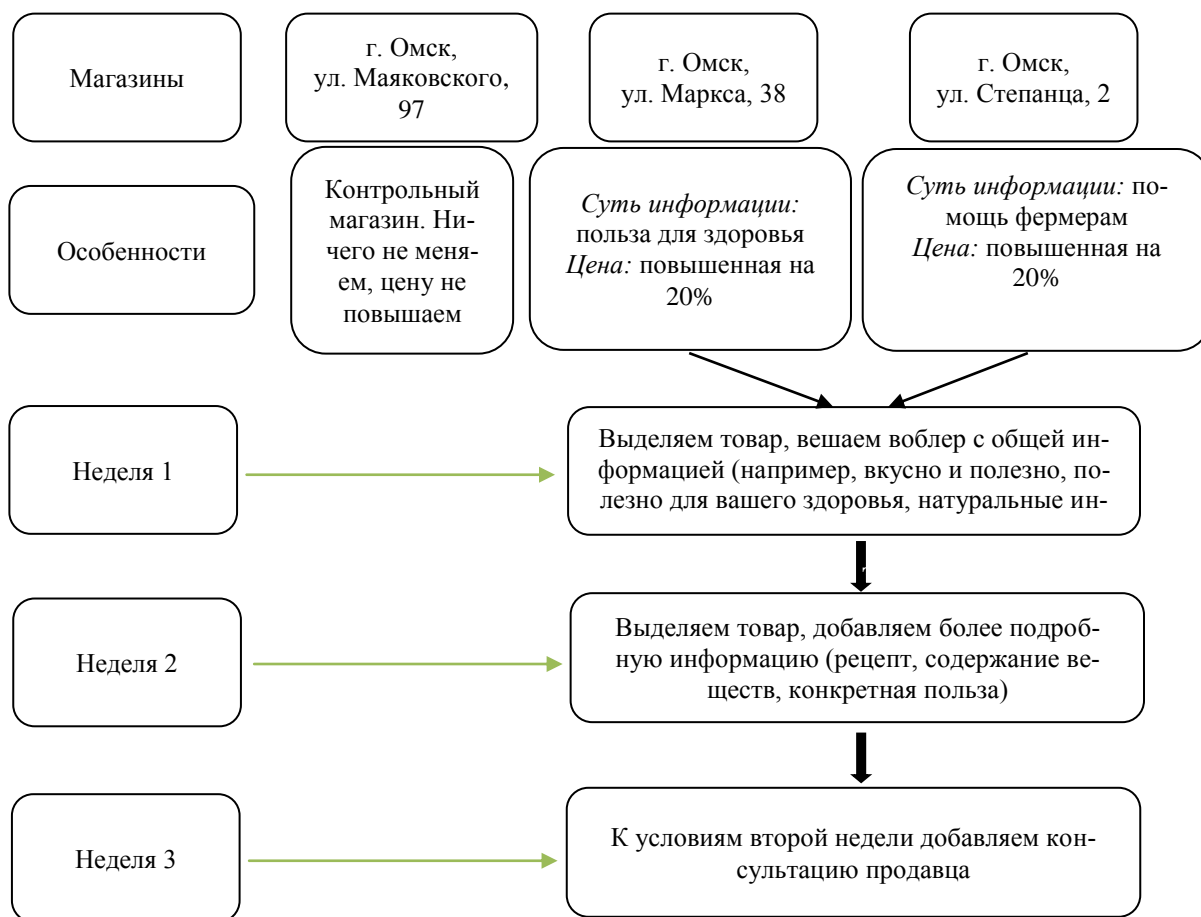 Магазины
г. Омск,
ул. Маяковского,
97
г. Омск,
ул. Маркса, 38
г. Омск,
ул. Степанца, 2
Особенности
Контрольный
магазин. Ни-
чего не меня-
ем, цену не
повышаем
Суть информации:
польза для здоровья
Цена: повышенная на
20%
Суть информации: по-
мощь фермерам
Цена: повышенная на
20%
Неделя 1
Выделяем товар, вешаем воблер с общей ин-
формацией (например, вкусно и полезно, по-
лезно для вашего здоровья, натуральные ин-
Неделя 2
Выделяем товар, добавляем более подроб-
ную информацию (рецепт, содержание ве-
ществ, конкретная польза)
Неделя 3
К условиям второй недели добавляем кон-
сультацию продавца